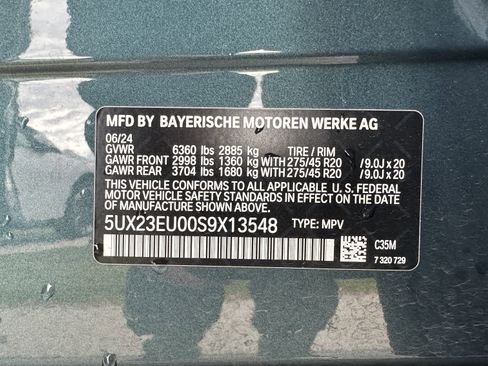 MFD BY BAYERISCHE MOTOREN WERKE AG
06/24
GVWR 6360 lbs 2885 kg TIRE / RIM
GAWR FRONT 2998 lbs 1360 kg WITH 275/45 R20 /9.0J x 20
GAWR REAR 3704 lbs 1680 kg WITH 275/45 R20 /9.0J x 20
THIS VEHICLE CONFORMS TO ALL APPLICABLE U. S. FEDERAL
MOTOR VEHICLE SAFETY STANDARDS IN EFFECT ON THE DATE OF
MANUFACTURE SHOWN ABOVE.
5UX23EU00S9X13548 TYPE: MPV
C35M
7 320 729